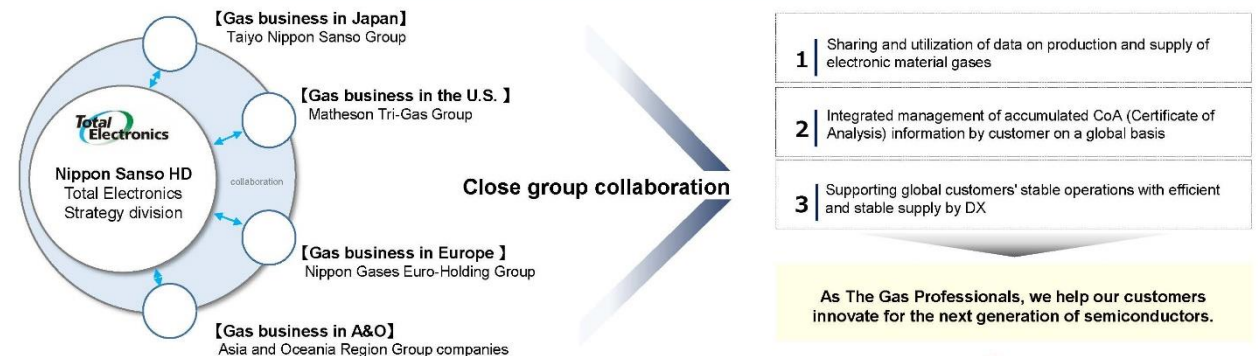 【Gas business in Japan】
Taiyo Nippon Sanso Group
【Gas business in the U.S. 】
Matheson Tri-Gas Group
Total
Electronics
Nippon Sanso HD
Total Electronics
Strategy division
collaboration
【Gas business in Europe 】
Nippon Gases Euro-Holding Group
【Gas business in A&O】
Asia and Oceania Region Group companies
Close group collaboration
1
Sharing and utilization of data on production and supply of
electronic material gases
2
Integrated management of accumulated CoA (Certificate of
Analysis) information by customer on a global basis
3
Supporting global customers' stable operations with efficient
and stable supply by DX
As The Gas Professionals, we help our customers
innovate for the next generation of semiconductors.